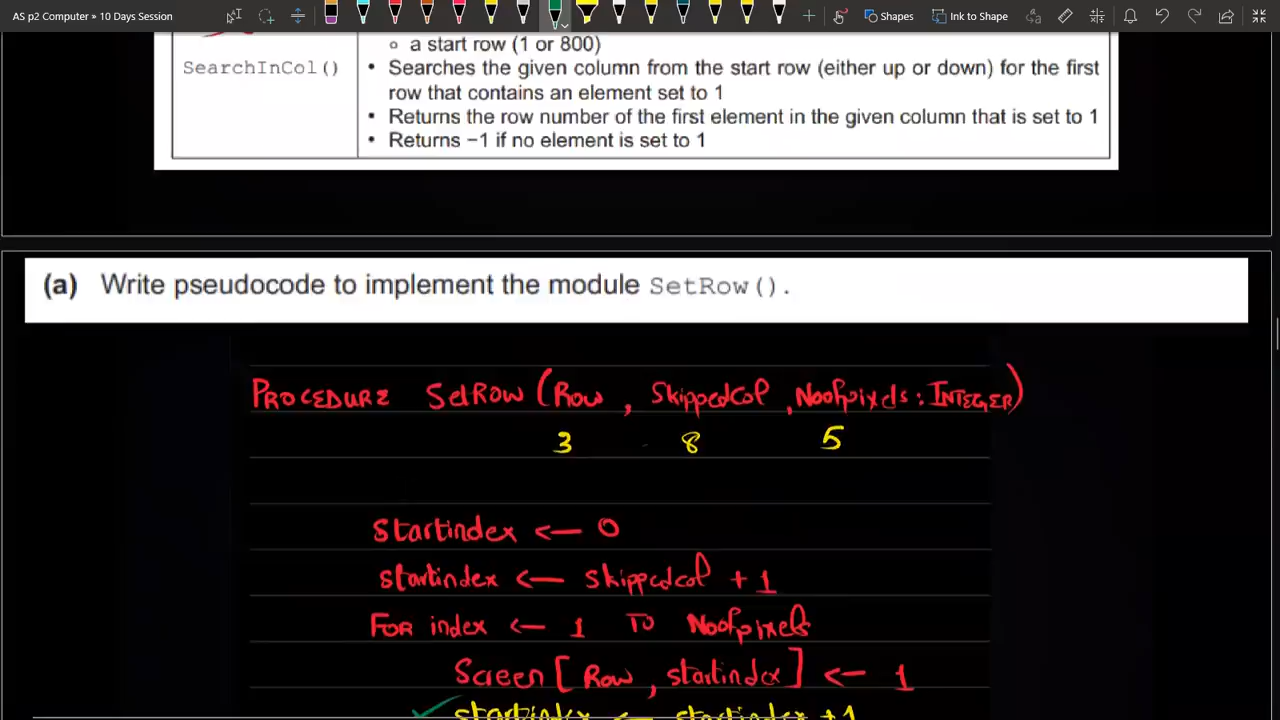 AS p2 Computer » 10 Days Session
Shapes
Ink to Shape
o a start row (1 or 800)
SearchInCol()
• Searches the given column from the start row (either up or down) for the first
row that contains an element set to 1
• Returns the row number of the first element in the given column that is set to 1
• Returns −1 if no element is set to 1
(a) Write pseudocode to implement the module SetRow().
PROCEDURE SetROW (Row, SkippedCol, Noofpixels : INTEGER)
3 8 5
Startindex ← 0
startindex ← skippedcol + 1
FOR index ← 1 TO Noofpixels
Screen [Row, startindex] ← 1
startindex ← startindex +1